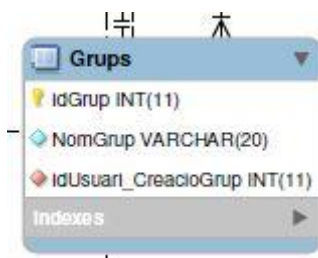 Grups
idGrup INT(11)
NomGrup VARCHAR(20)
idUsuari_CreacioGrup INT(11)
Indexes